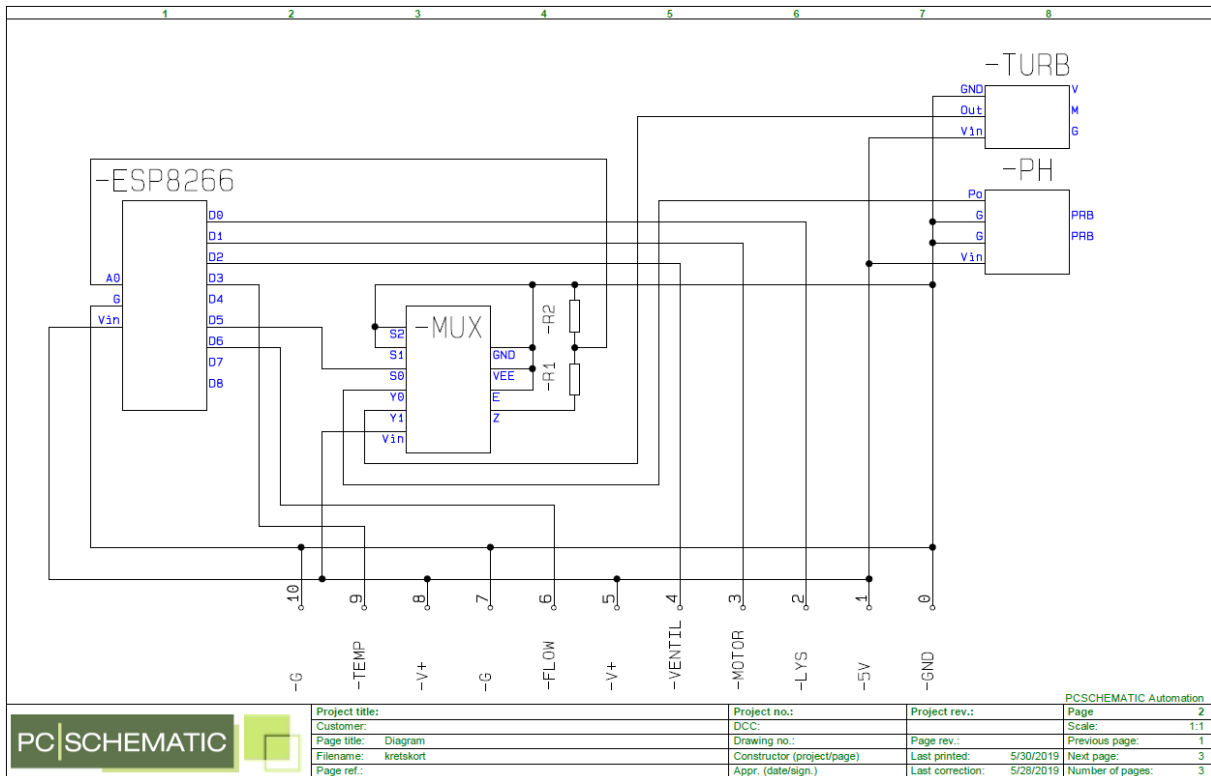 1 2 3 4 5 6 7 8
-TURB
GND V
Out M
Vin G
-PH
Po
G PRB
G PRB
Vin
-ESP8266
D0
D1
D2
A0 D3
G D4
Vin D5
D6
D7
D8
-MUX
S2
S1 GND
S0 VEE
Y0 E
Y1 Z
Vin
-R2
-R1
10 9 8 7 6 5 4 3 2 1 0
-G -TEMP -V+ -G -FLOW -V+ -VENTIL -MOTOR -LYS -5V -GND
PCSCHEMATIC Automation
PC|SCHEMATIC
Project title: Project no.: Project rev.: Page 2
Customer: DCC: Scale: 1:1
Page title: Diagram Drawing no.: Page rev.: Previous page: 1
Filename: kretskort Constructor (project/page) Last printed: 5/30/2019 Next page: 3
Page ref.: Appr. (date/sign.) Last correction: 5/28/2019 Number of pages: 3